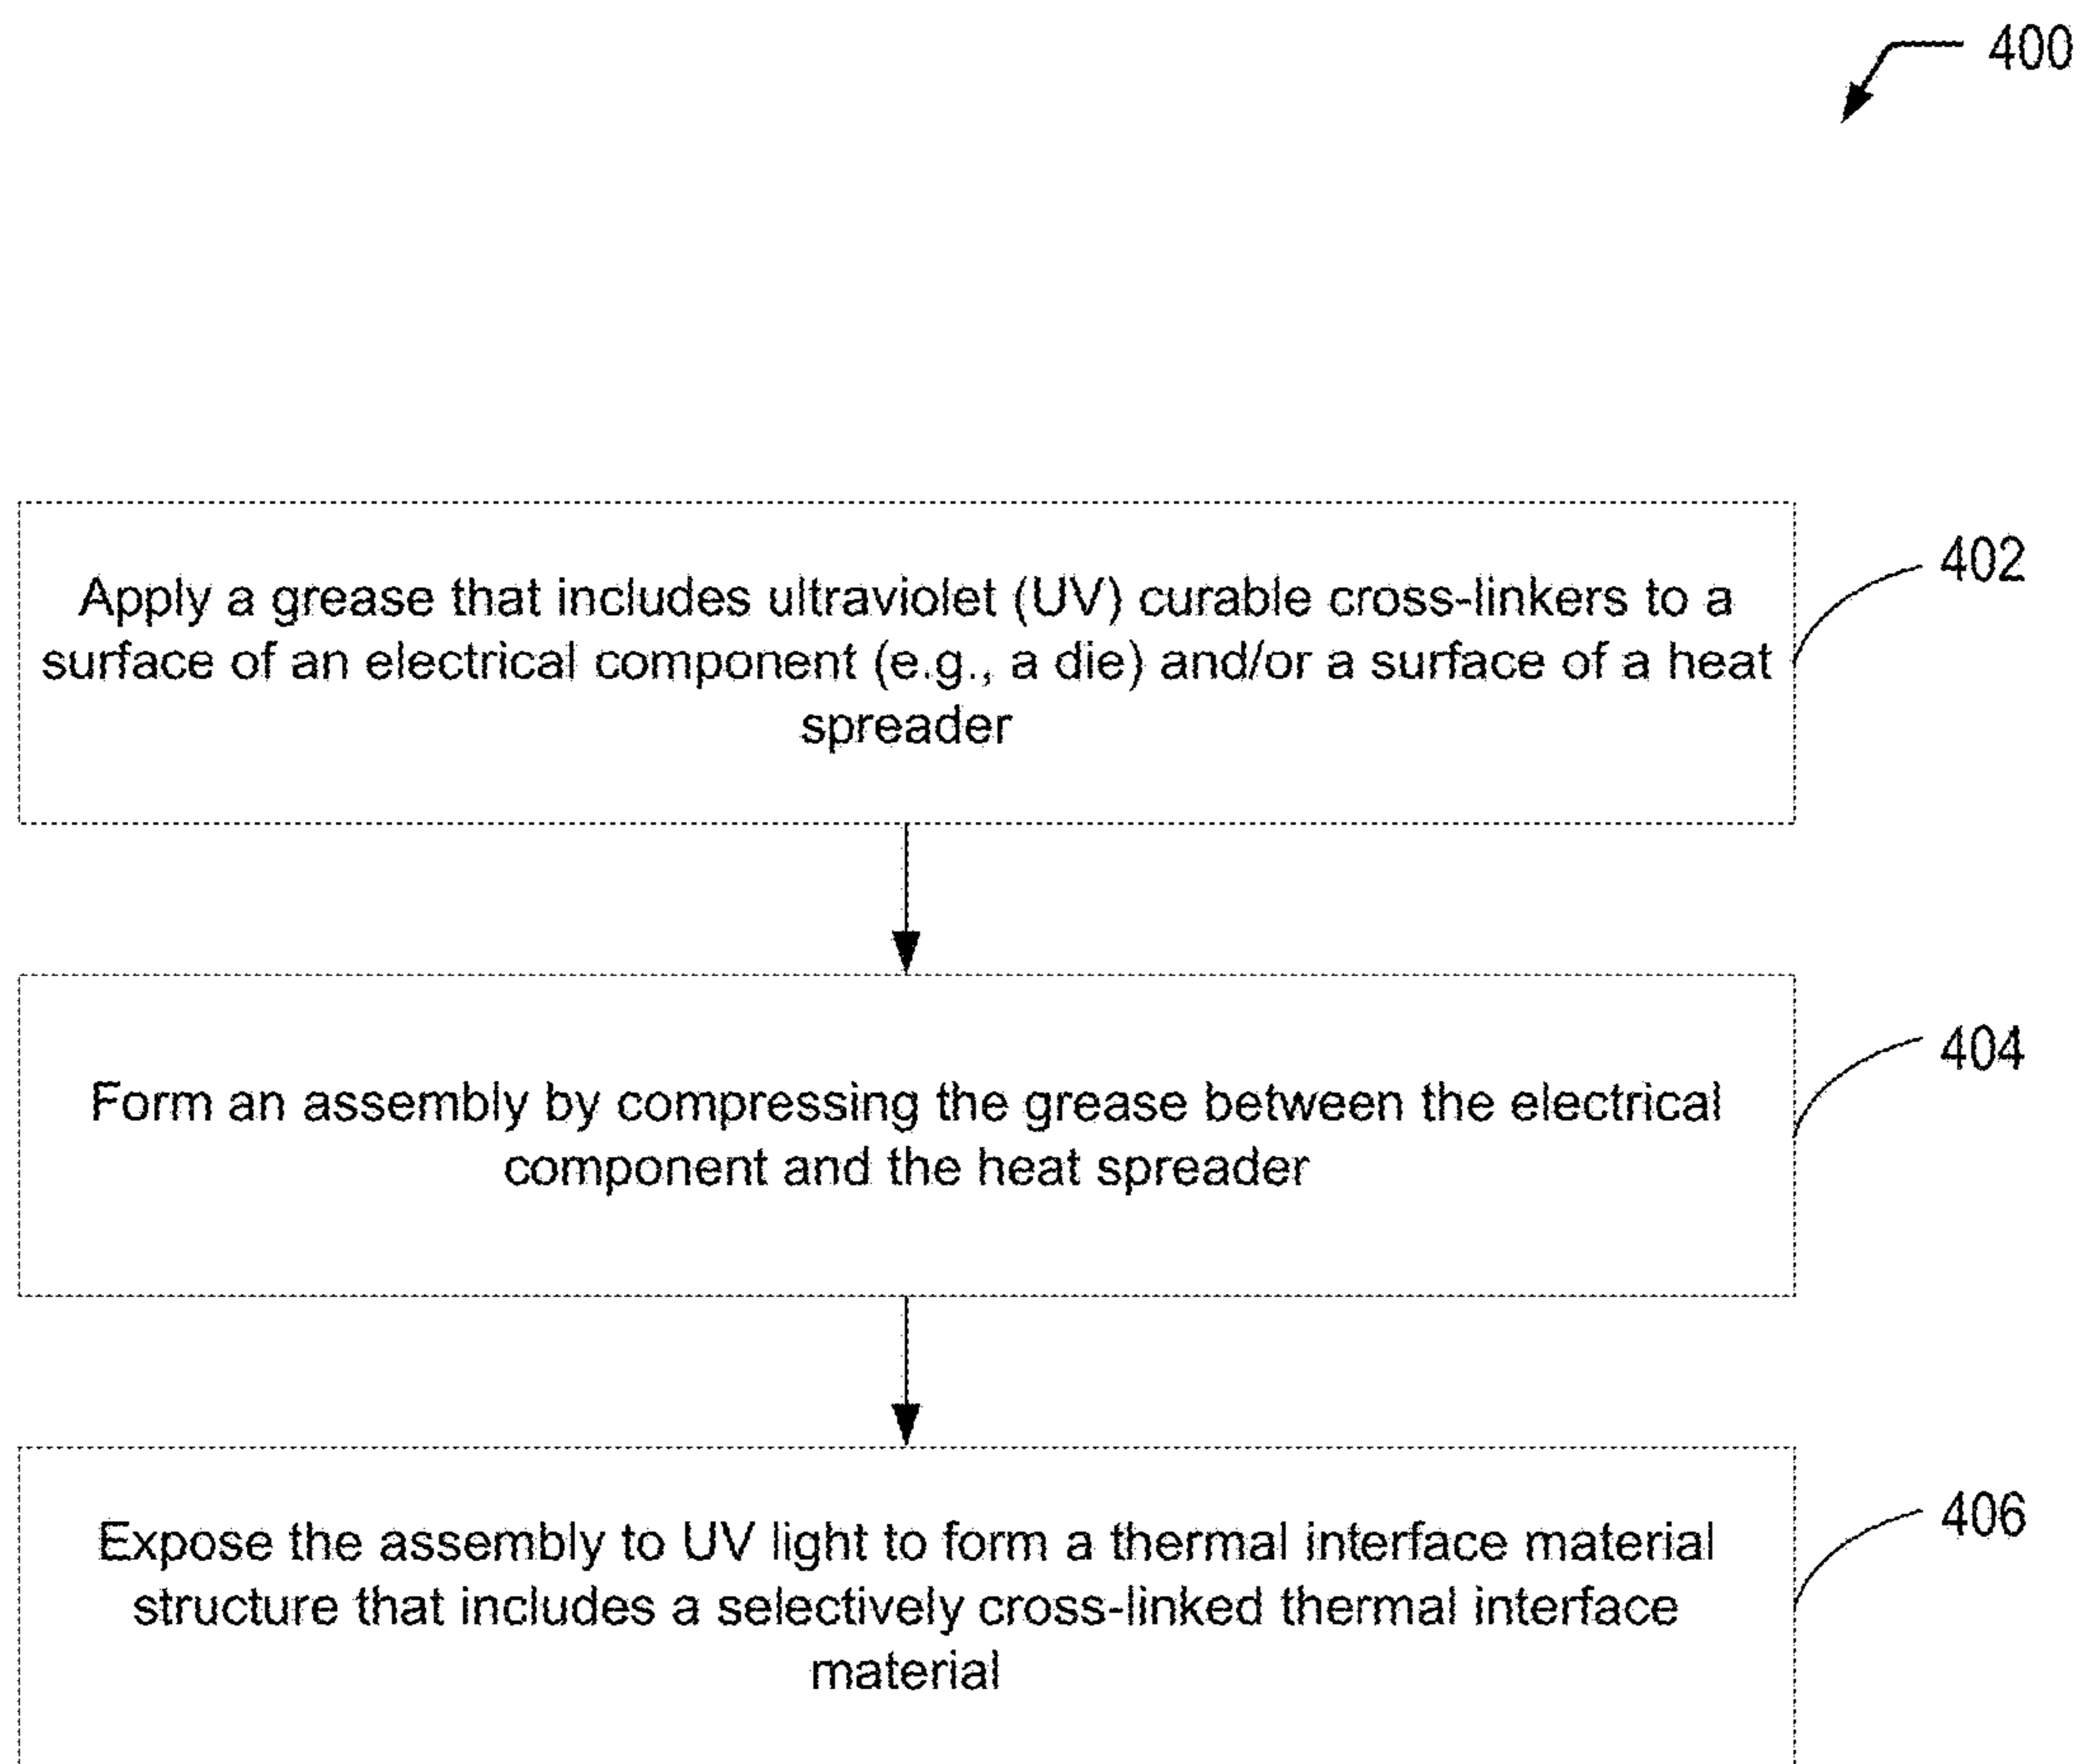 400
Apply a grease that includes ultraviolet (UV) curable cross-linkers to a
surface of an electrical component (e.g., a die) and/or a surface of a heat
spreader
402
Form an assembly by compressing the grease between the electrical
component and the heat spreader
404
Expose the assembly to UV light to form a thermal interface material
structure that includes a selectively cross-linked thermal interface
material
406